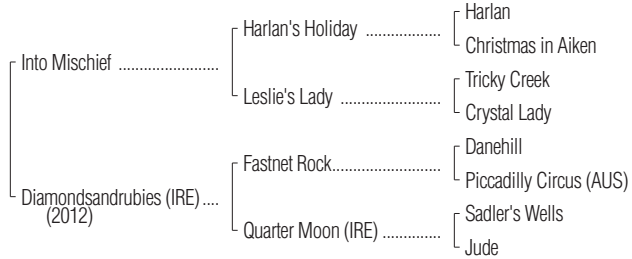 Harlan
Harlan's Holiday ..................
Christmas in Aiken
Into Mischief ........................
Tricky Creek
Leslie's Lady ........................
Crystal Lady
Danehill
Fastnet Rock..........................
Piccadilly Circus (AUS)
Diamondsandrubies (IRE) ....
(2012)
Sadler's Wells
Quarter Moon (IRE) ..............
Jude